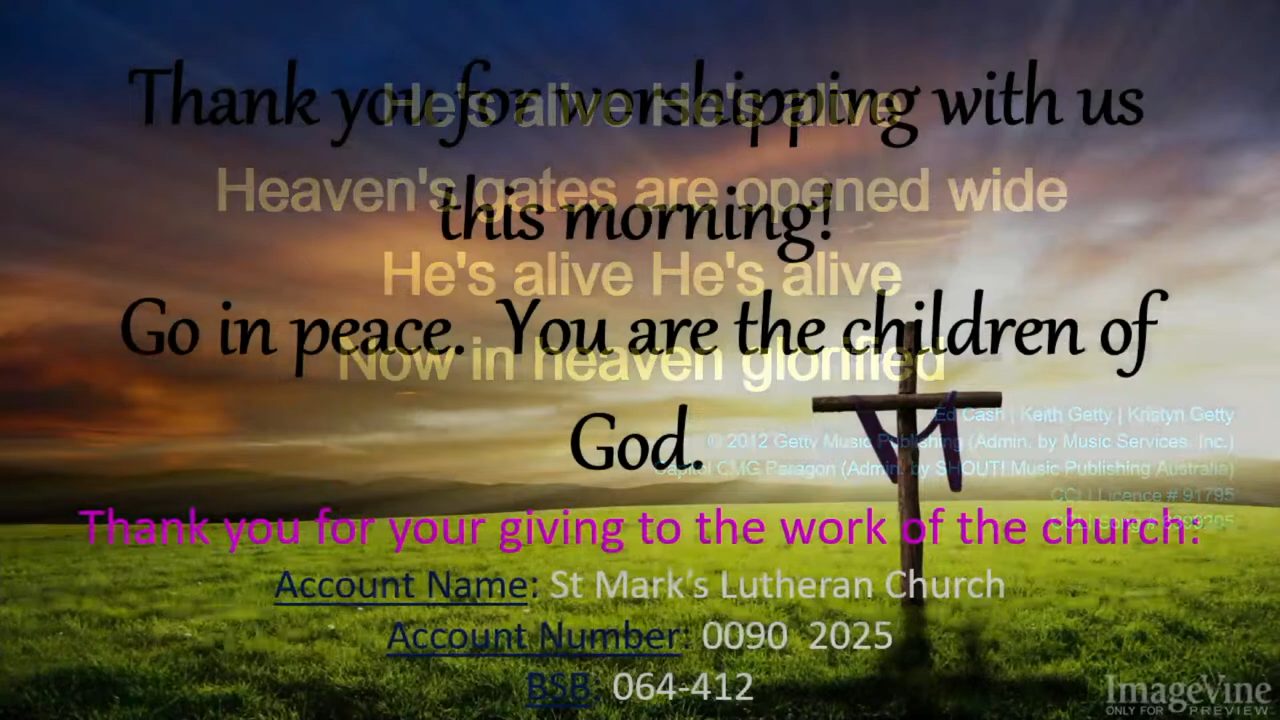 Thank you for worshipping with us
He's alive He's alive
Heaven's gates are opened wide
this morning!
He's alive He's alive
Go in peace. You are the children of
Now in heaven glorified
God.
Ed Cash | Keith Getty | Kristyn Getty
© 2012 Getty Music Publishing (Admin. by Music Services, Inc.)
Capitol CMG Paragon (Admin. by SHOUT! Music Publishing Australia)
CCLI Licence # 91795
Thank you for your giving to the work of the church:
Account Name: St Mark's Lutheran Church
Account Number: 0090 2025
BSB: 064-412
ImageVine
ONLY FOR PREVIEW